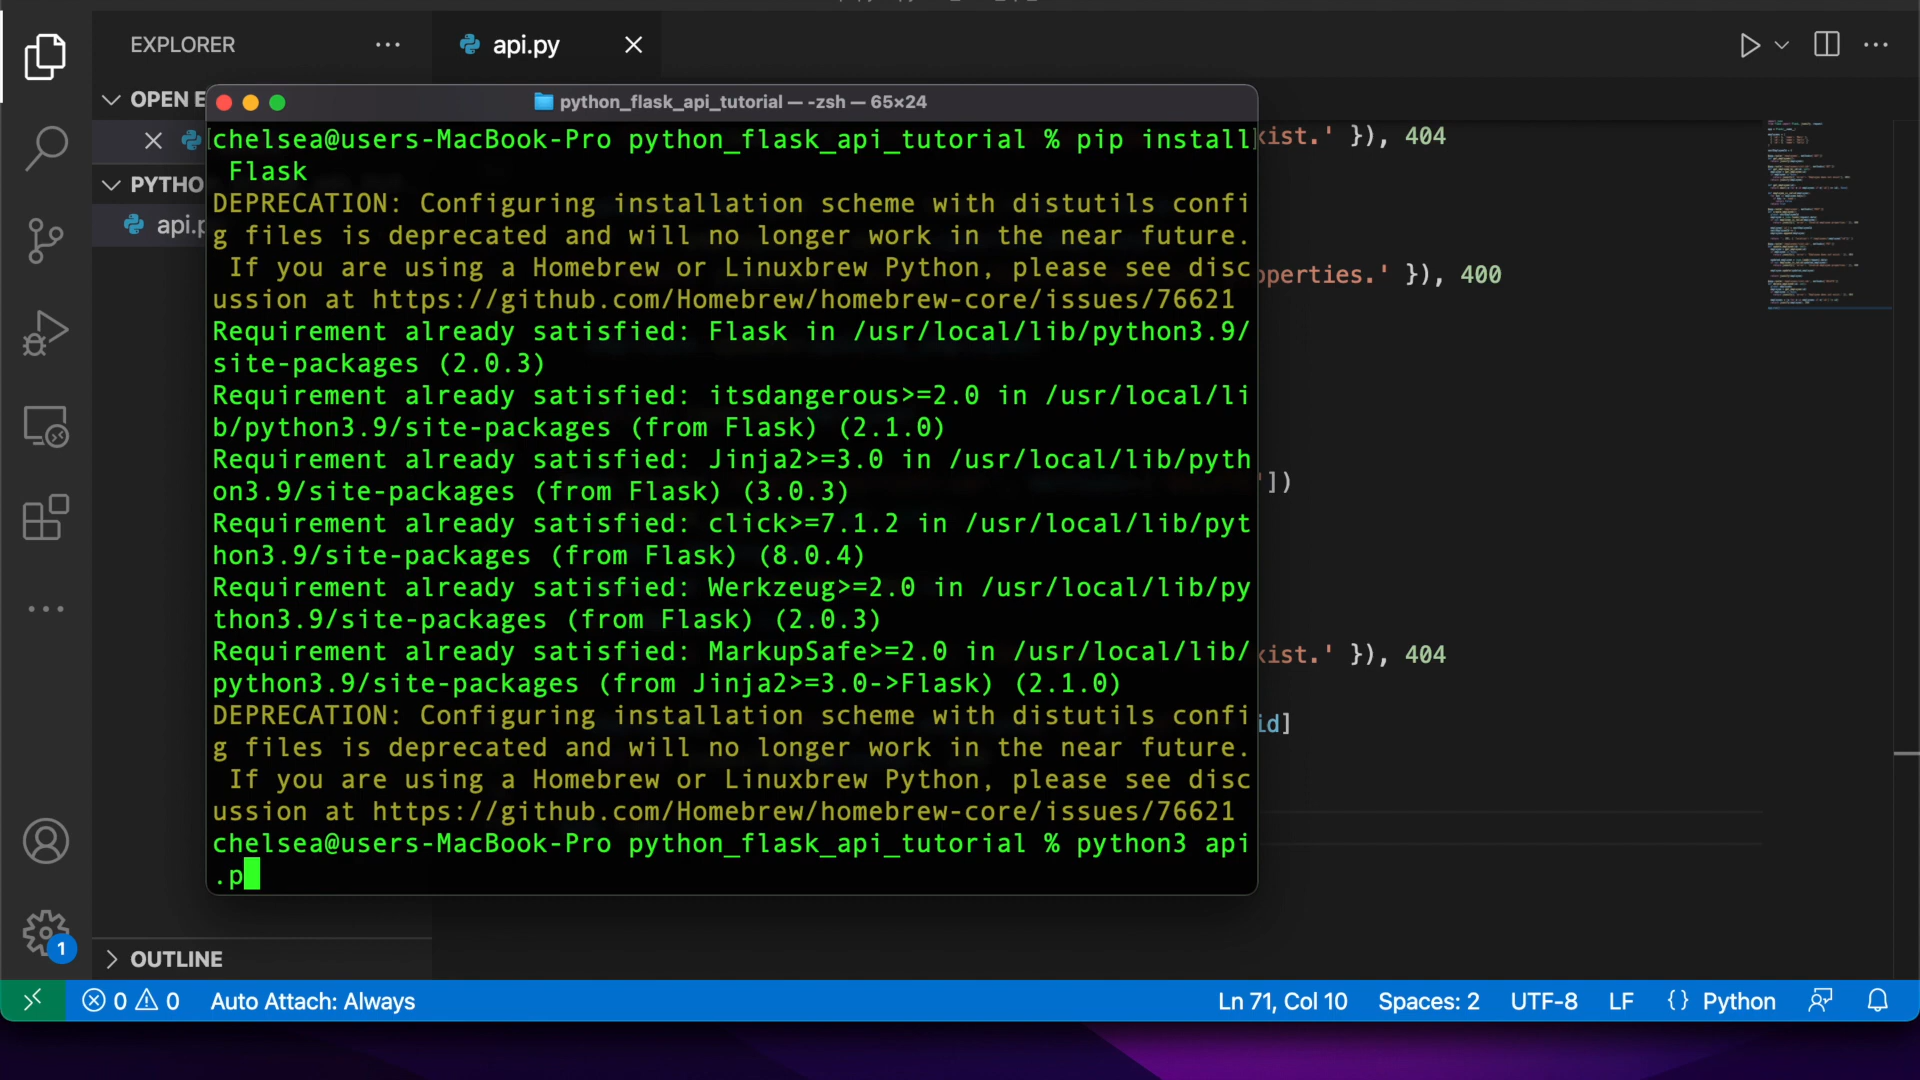 EXPLORER
api.py
OPEN E
PYTHO
api.p
python_flask_api_tutorial — -zsh — 65×24
chelsea@users-MacBook-Pro python_flask_api_tutorial % pip install
Flask
DEPRECATION: Configuring installation scheme with distutils confi
g files is deprecated and will no longer work in the near future.
If you are using a Homebrew or Linuxbrew Python, please see disc
ussion at https://github.com/Homebrew/homebrew-core/issues/76621
Requirement already satisfied: Flask in /usr/local/lib/python3.9/
site-packages (2.0.3)
Requirement already satisfied: itsdangerous>=2.0 in /usr/local/li
b/python3.9/site-packages (from Flask) (2.1.0)
Requirement already satisfied: Jinja2>=3.0 in /usr/local/lib/pyth
on3.9/site-packages (from Flask) (3.0.3)
Requirement already satisfied: click>=7.1.2 in /usr/local/lib/pyt
hon3.9/site-packages (from Flask) (8.0.4)
Requirement already satisfied: Werkzeug>=2.0 in /usr/local/lib/py
thon3.9/site-packages (from Flask) (2.0.3)
Requirement already satisfied: MarkupSafe>=2.0 in /usr/local/lib/
python3.9/site-packages (from Jinja2>=3.0->Flask) (2.1.0)
DEPRECATION: Configuring installation scheme with distutils confi
g files is deprecated and will no longer work in the near future.
If you are using a Homebrew or Linuxbrew Python, please see disc
ussion at https://github.com/Homebrew/homebrew-core/issues/76621
chelsea@users-MacBook-Pro python_flask_api_tutorial % python3 api
.p
xist.' }), 404
operties.' }), 400
'])
xist.' }), 404
id]
OUTLINE
1
0 0 Auto Attach: Always Ln 71, Col 10 Spaces: 2 UTF-8 LF {} Python